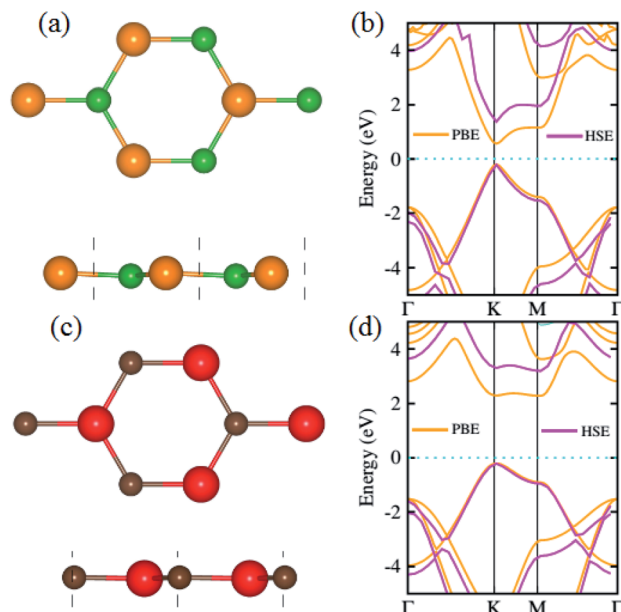 (a)
(b)
Energy (eV)
4
2
0
-2
-4
PBE
HSE
Γ
K
M
Γ
(c)
(d)
Energy (eV)
4
2
0
-2
-4
PBE
HSE
Γ
K
M
Γ